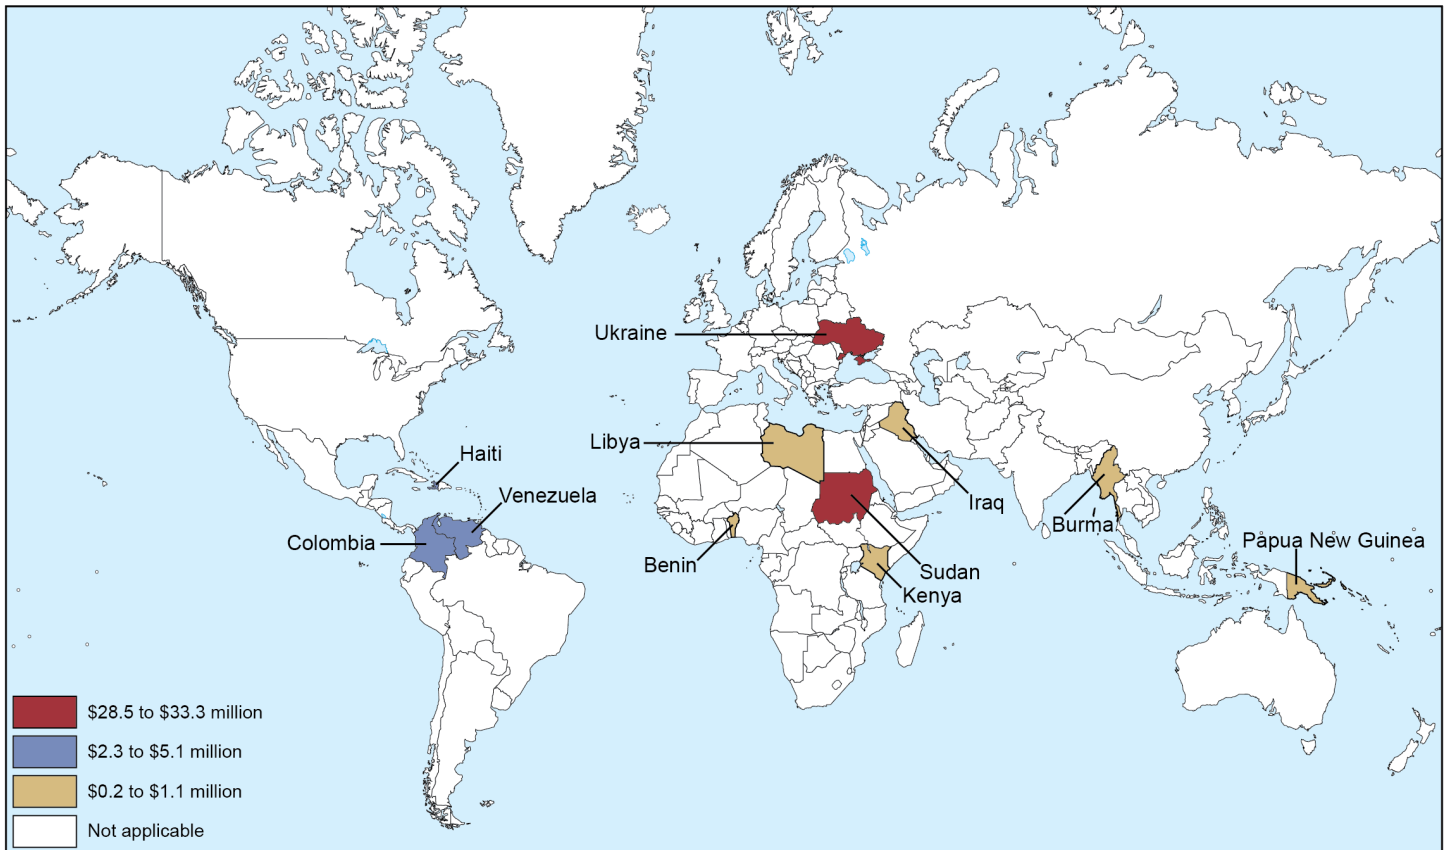 Ukraine
Libya
Haiti
Venezuela
Iraq
Burma
Colombia
Papua New Guinea
Benin
Sudan
Kenya
$28.5 to $33.3 million
$2.3 to $5.1 million
$0.2 to $1.1 million
Not applicable